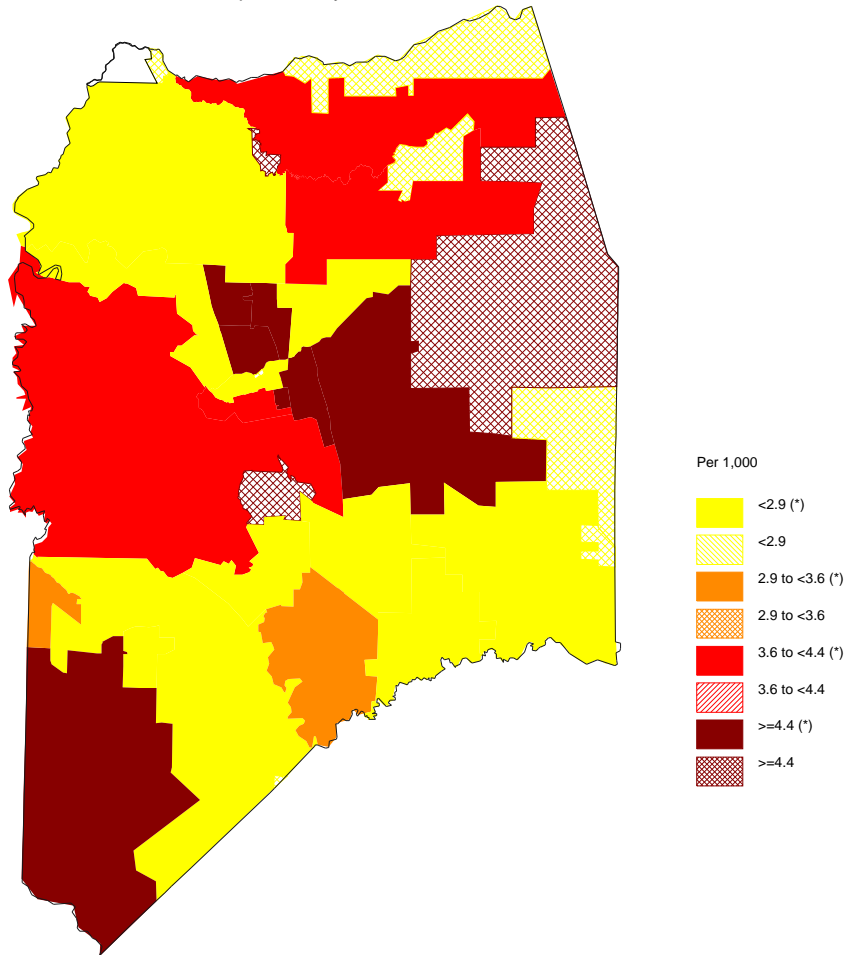 Per 1,000
<2.9 (*)
<2.9
2.9 to <3.6 (*)
2.9 to <3.6
3.6 to <4.4 (*)
3.6 to <4.4
>=4.4 (*)
>=4.4